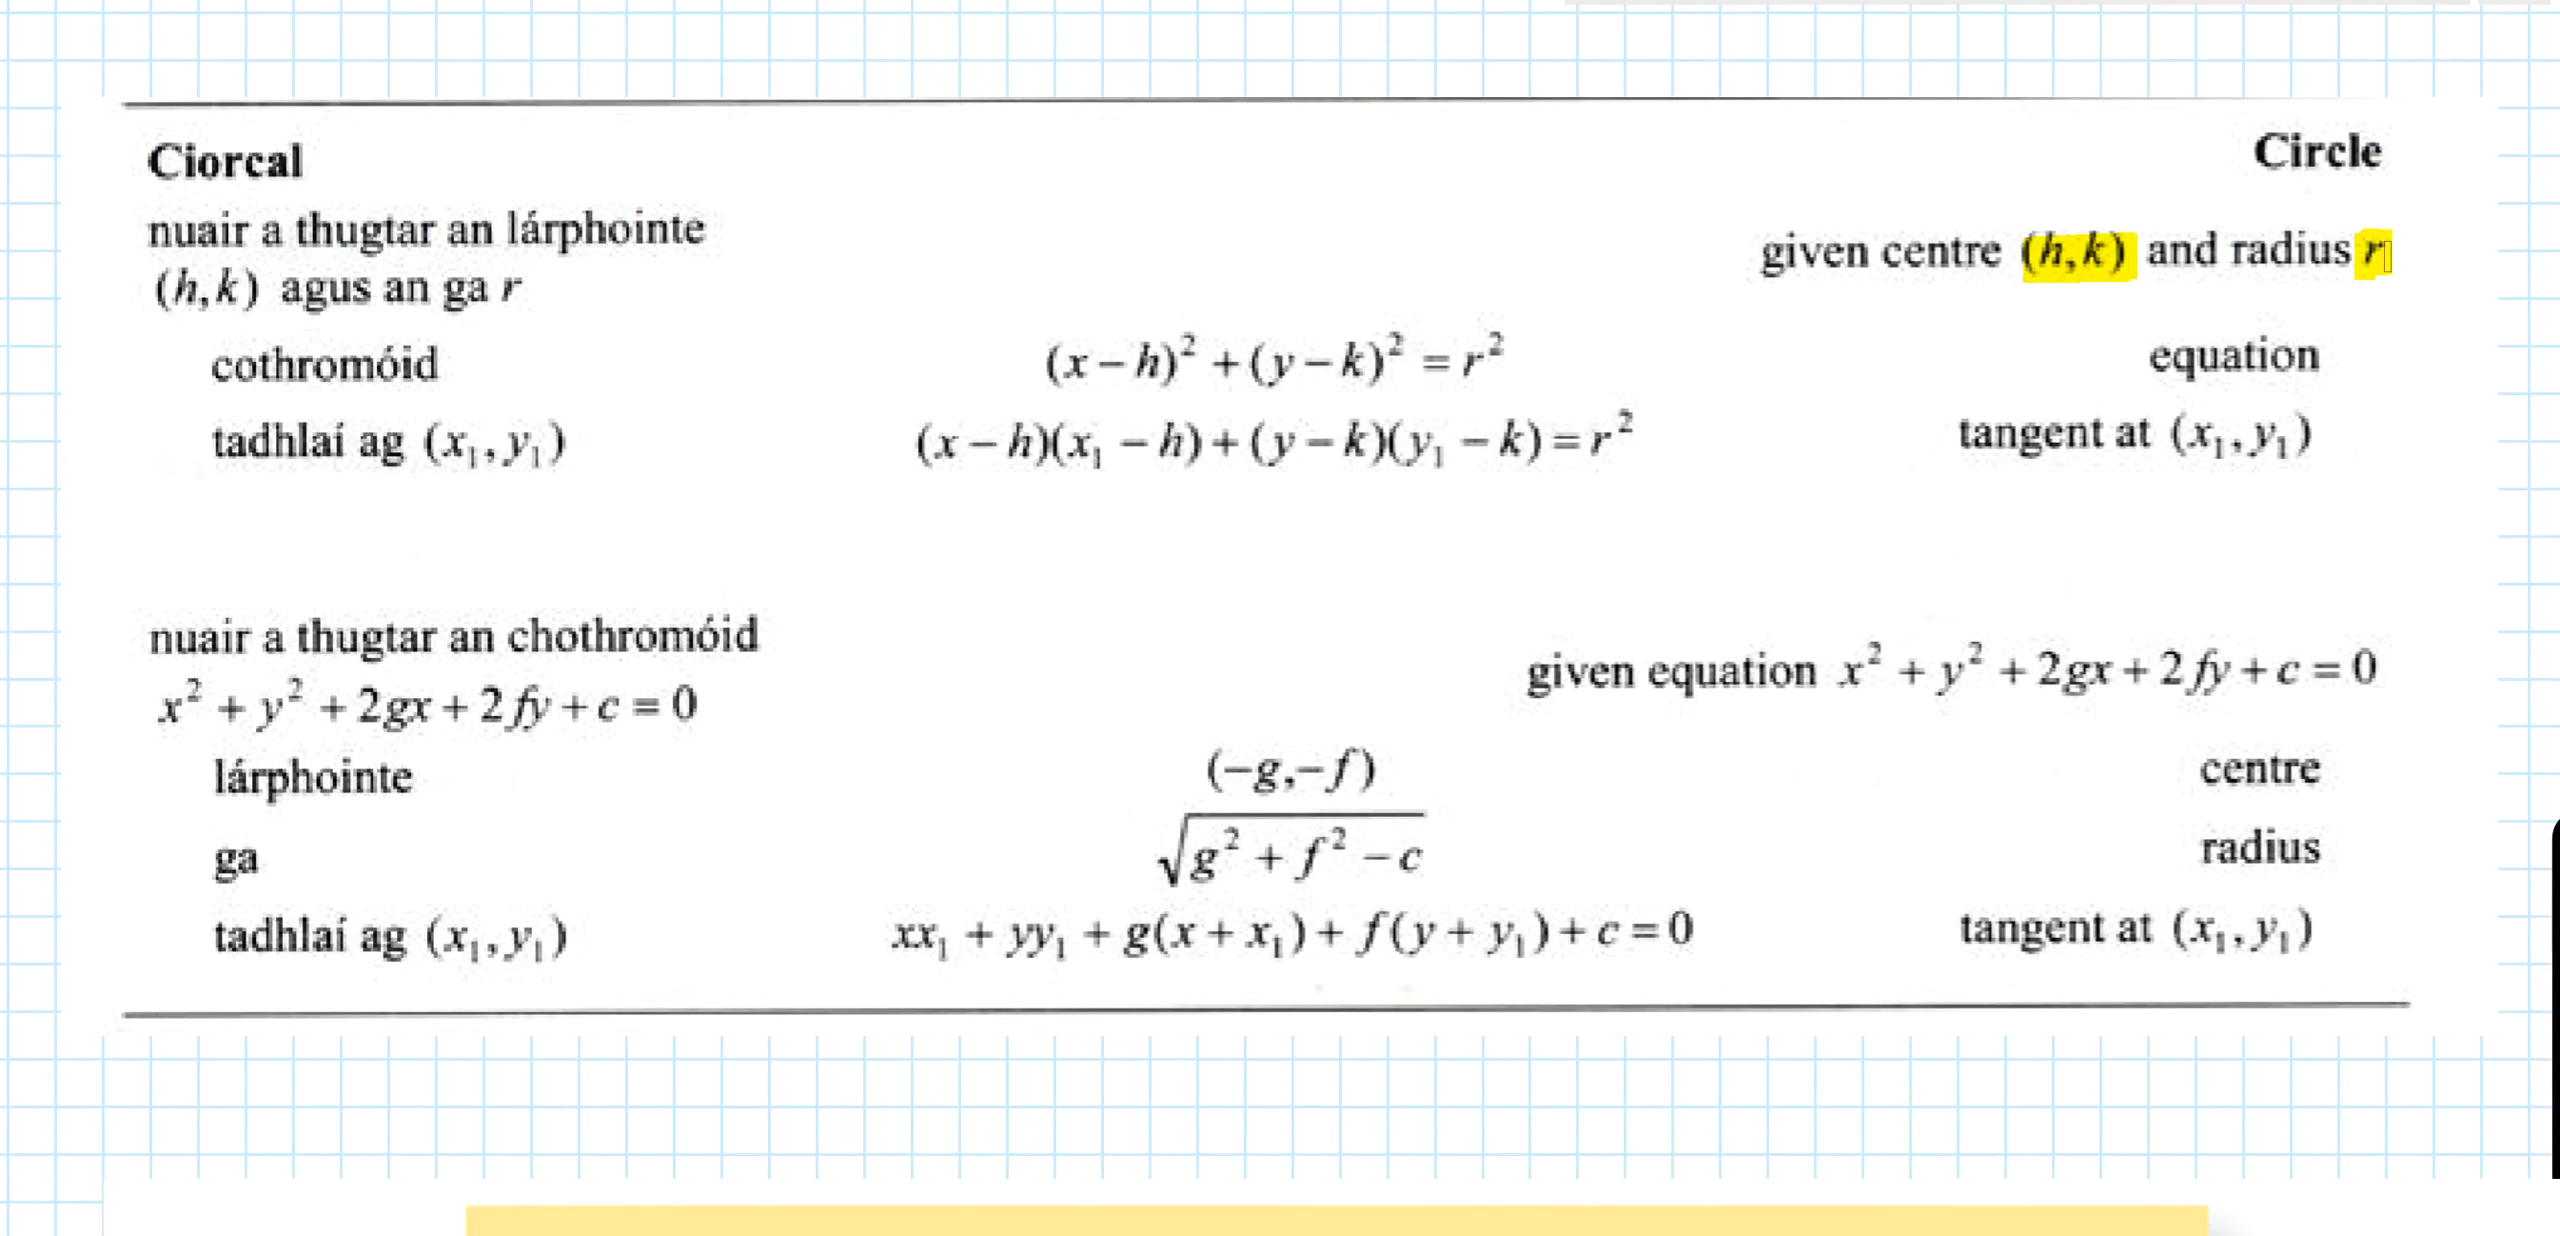 Ciorcal
Circle
nuair a thugtar an lárphointe
(h,k) agus an ga r
given centre (h,k) and radius r
cothromóid
(x – h)² + (y – k)² = r²
equation
tadhlaí ag (x₁, y₁)
(x – h)(x₁ – h) + (y – k)(y₁ – k) = r²
tangent at (x₁, y₁)
nuair a thugtar an chothromóid
x² + y² + 2gx + 2fy + c = 0
given equation x² + y² + 2gx + 2fy + c = 0
lárphointe
(–g,–f)
centre
ga
√(g² + f² – c)
radius
tadhlaí ag (x₁, y₁)
xx₁ + yy₁ + g(x + x₁) + f(y + y₁) + c = 0
tangent at (x₁, y₁)